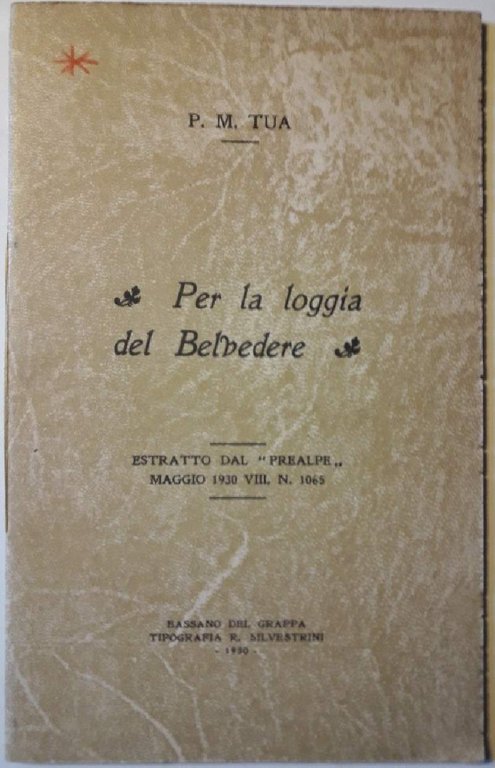 P. M. TUA
Per la loggia
del Belvedere
ESTRATTO DAL "PREALPE„
MAGGIO 1930 VIII. N. 1065
BASSANO DEL GRAPPA
TIPOGRAFIA R. SILVESTRINI
- 1930 -